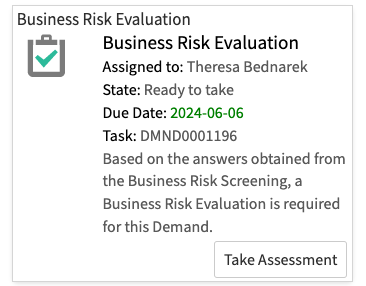 Business Risk Evaluation
Business Risk Evaluation
Assigned to: Theresa Bednarek
State: Ready to take
Due Date: 2024-06-06
Task: DMND0001196
Based on the answers obtained from
the Business Risk Screening, a
Business Risk Evaluation is required
for this Demand.
Take Assessment